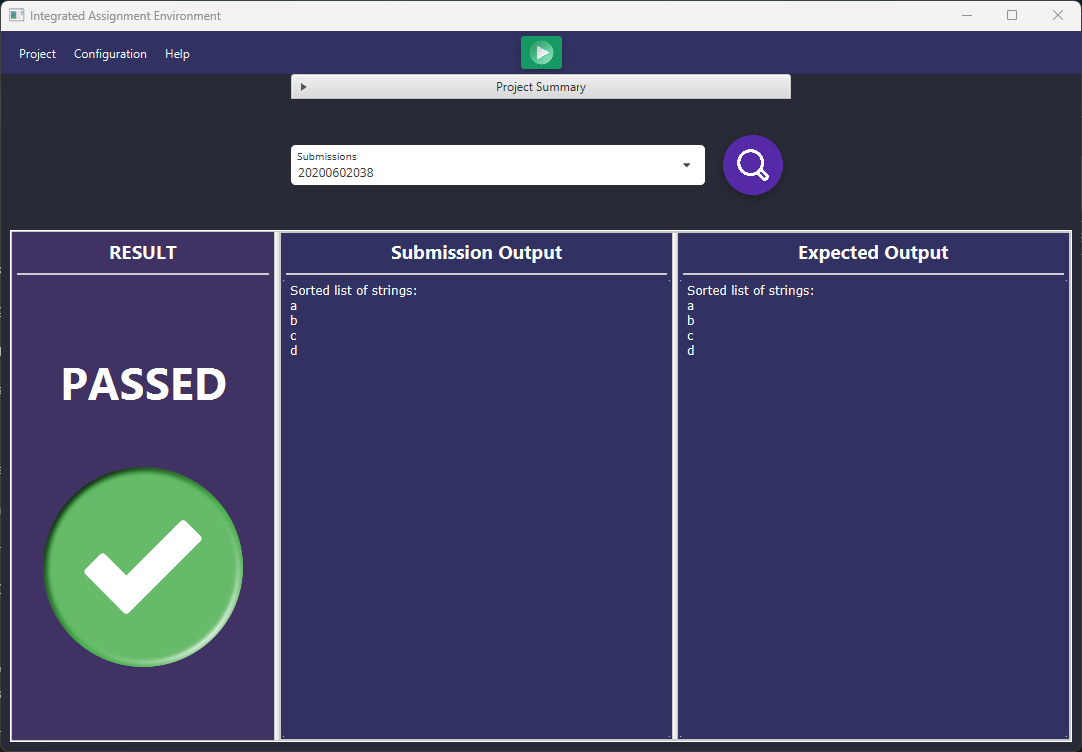 Integrated Assignment Environment
Project Configuration Help
Project Summary
Submissions
20200602038
RESULT
PASSED
Submission Output
Sorted list of strings:
a
b
c
d
Expected Output
Sorted list of strings:
a
b
c
d